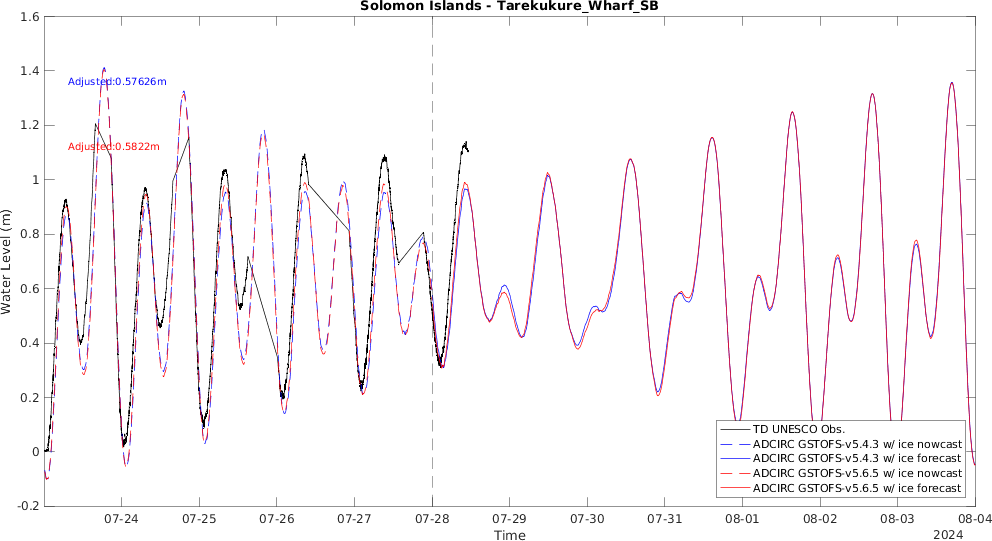 Solomon Islands - Tarekukure_Wharf_SB
1.6
1.4
1.2
1
0.8
0.6
0.4
0.2
0
-0.2
Water Level (m)
Adjusted:0.57626m
Adjusted:0.5822m
TD UNESCO Obs.
ADCIRC GSTOFS-v5.4.3 w/ ice nowcast
ADCIRC GSTOFS-v5.4.3 w/ ice forecast
ADCIRC GSTOFS-v5.6.5 w/ ice nowcast
ADCIRC GSTOFS-v5.6.5 w/ ice forecast
07-24 07-25 07-26 07-27 07-28 07-29 07-30 07-31 08-01 08-02 08-03 08-04
Time
2024